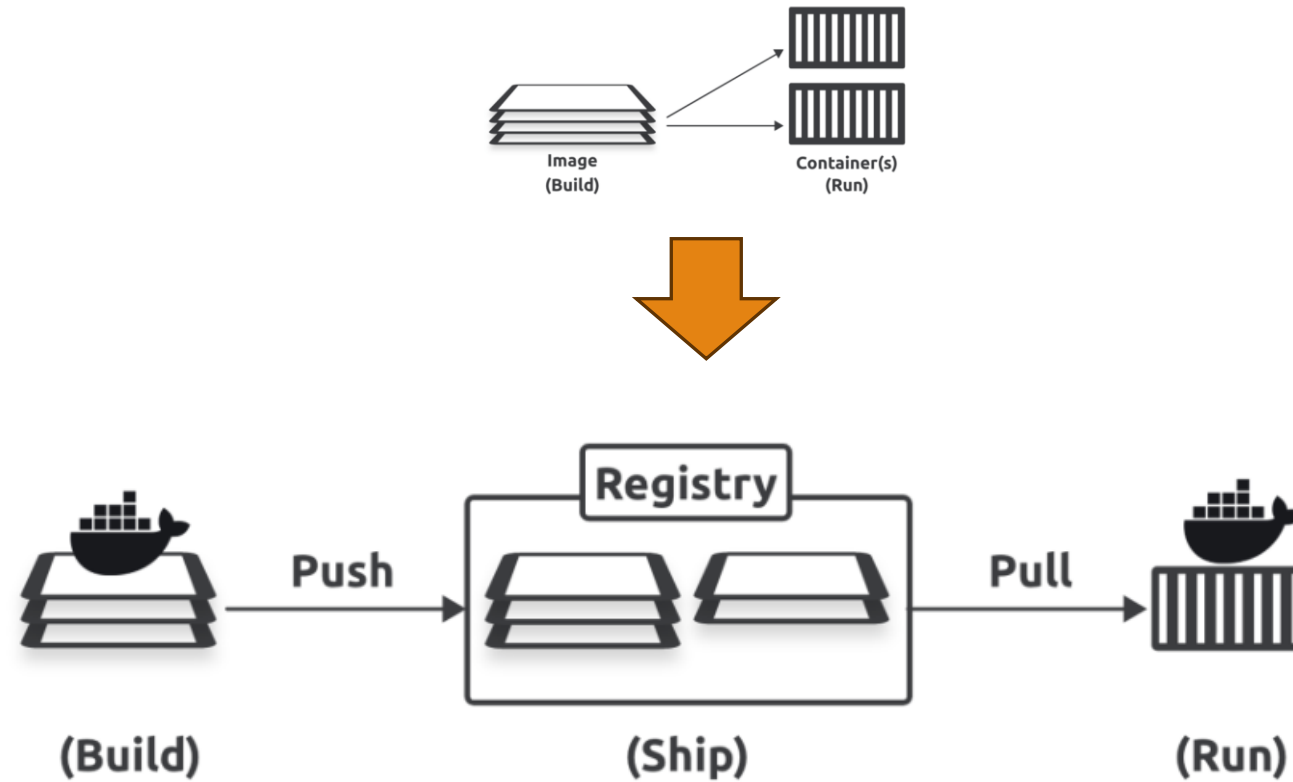 Image
(Build)
Container(s)
(Run)
Registry
Push
Pull
(Build)
(Ship)
(Run)